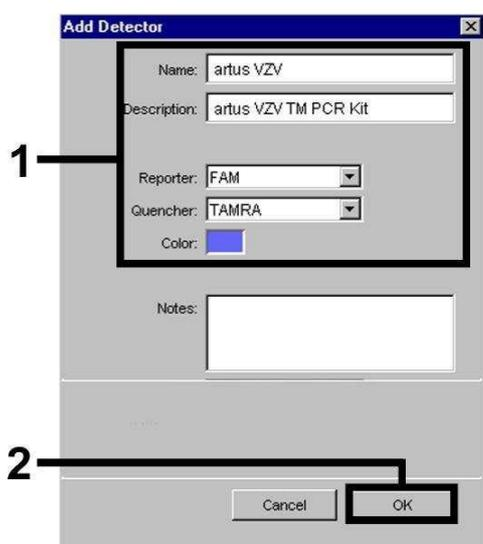 Add Detector
1
Name: artus VZV
Description: artus VZV TM PCR Kit
Reporter: FAM
Quencher: TAMRA
Color:
Notes:
2
Cancel OK